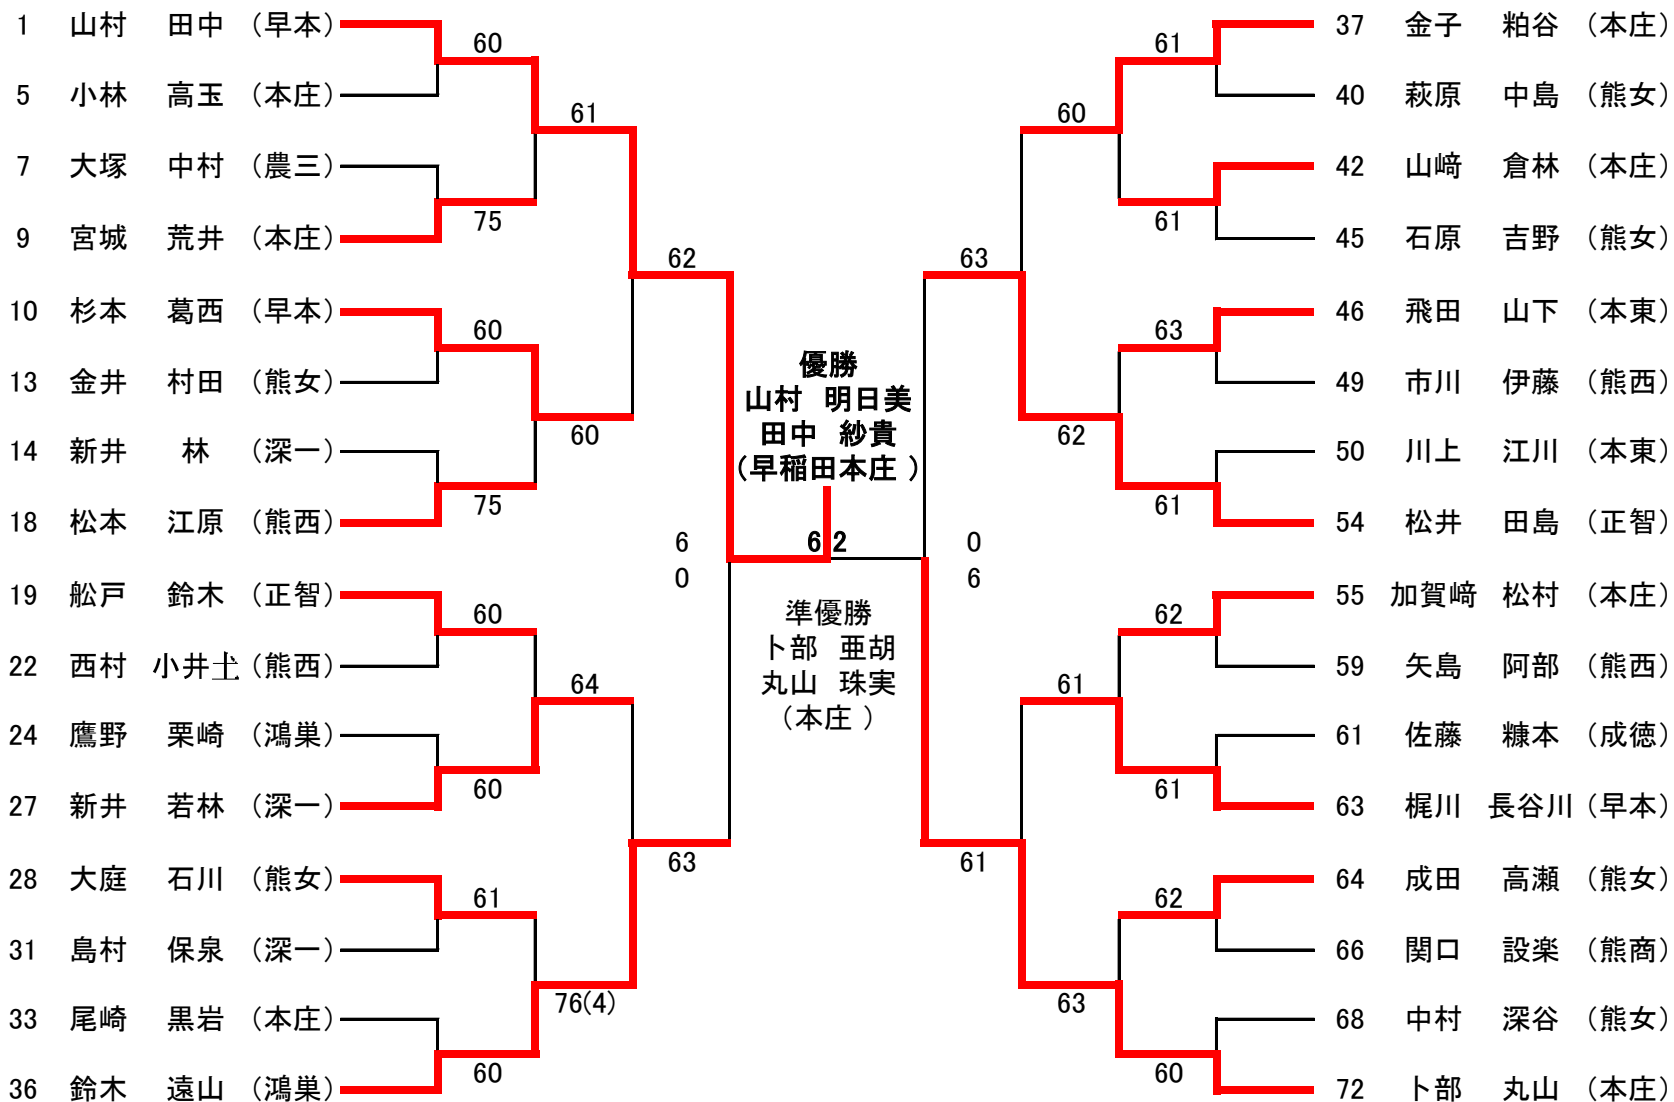 1 山村 田中 (早本)
60
5 小林 高玉 (本庄)
61
7 大塚 中村 (農三)
75
9 宮城 荒井 (本庄)
62
10 杉本 葛西 (早本)
60
13 金井 村田 (熊女)
60
14 新井 林 (深一)
75
18 松本 江原 (熊西)
6
0
19 舩戸 鈴木 (正智)
60
22 西村 小井土 (熊西)
64
24 鷹野 栗崎 (鴻巣)
60
27 新井 若林 (深一)
63
28 大庭 石川 (熊女)
61
31 島村 保泉 (深一)
76(4)
33 尾崎 黒岩 (本庄)
60
36 鈴木 遠山 (鴻巣)
優勝
山村 明日美
田中 紗貴
(早稲田本庄 )
62
準優勝
卜部 亜胡
丸山 珠実
(本庄 )
37 金子 粕谷 (本庄)
61
40 萩原 中島 (熊女)
60
42 山﨑 倉林 (本庄)
61
45 石原 吉野 (熊女)
63
46 飛田 山下 (本東)
63
49 市川 伊藤 (熊西)
62
50 川上 江川 (本東)
61
54 松井 田島 (正智)
0
6
55 加賀﨑 松村 (本庄)
62
59 矢島 阿部 (熊西)
61
61 佐藤 糠本 (成徳)
61
63 梶川 長谷川 (早本)
61
64 成田 高瀬 (熊女)
62
66 関口 設楽 (熊商)
63
68 中村 深谷 (熊女)
60
72 卜部 丸山 (本庄)